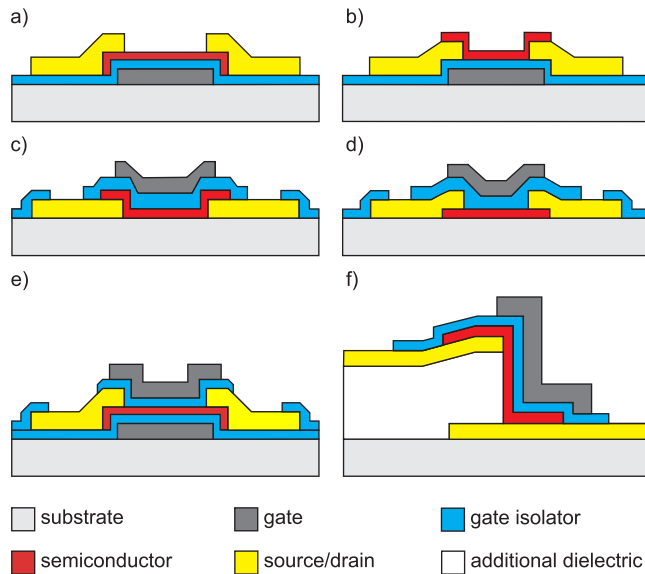 a)
b)
c)
d)
e)
f)
substrate
gate
gate isolator
semiconductor
source/drain
additional dielectric